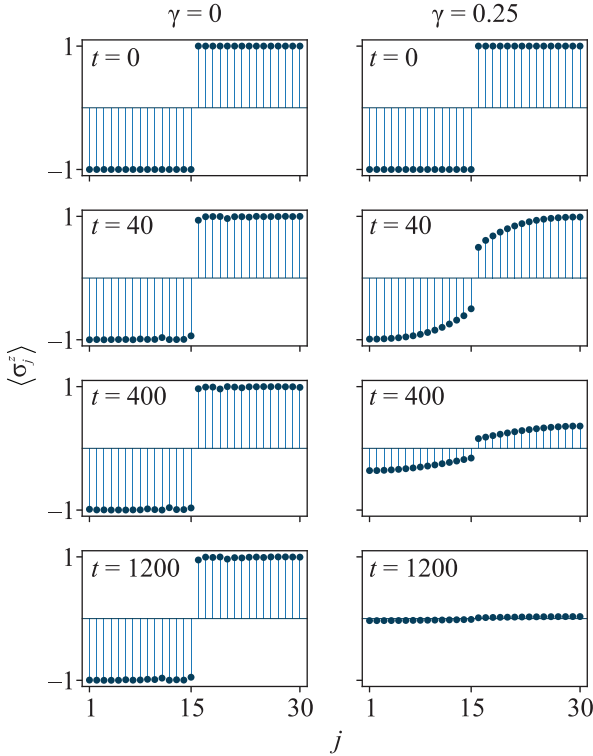 γ = 0 γ = 0.25
1 t = 0 t = 0
−1
1 t = 40 t = 40
−1
⟨σ_j^z⟩
1 t = 400 t = 400
−1
1 t = 1200 t = 1200
−1
1 15 30 1 15 30
j